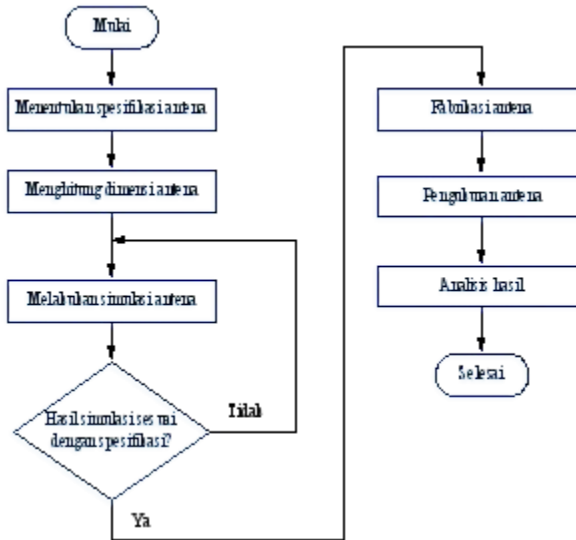 Mulai
Menentukan spesifikasi antena
Menghitung dimensi antena
Melakukan simulasi antena
Hasil simulasi sesuai
dengan spesifikasi?
Tidak
Ya
Fabrikasi antena
Pengukuran antena
Analisis hasil
Selesai